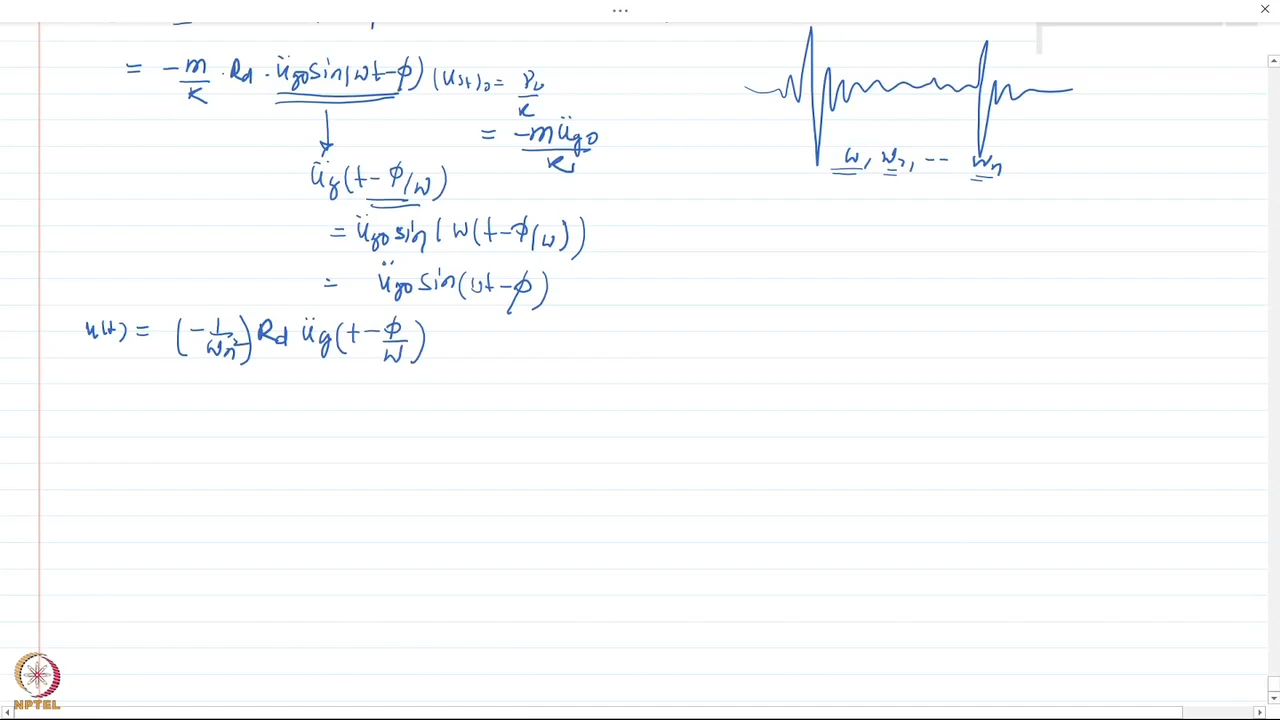 = -m/K · Rd · üg0 sin(ωt-ϕ) (ust)0 = P0/K
= -m üg0/K
üg(t-ϕ/ω)
= üg0 sin(ω(t-ϕ/ω))
= üg0 sin(ωt-ϕ)
u(t) = (-1/ωn²) Rd üg(t-ϕ/ω)
ω1, ω2, -- ωn
NPTEL